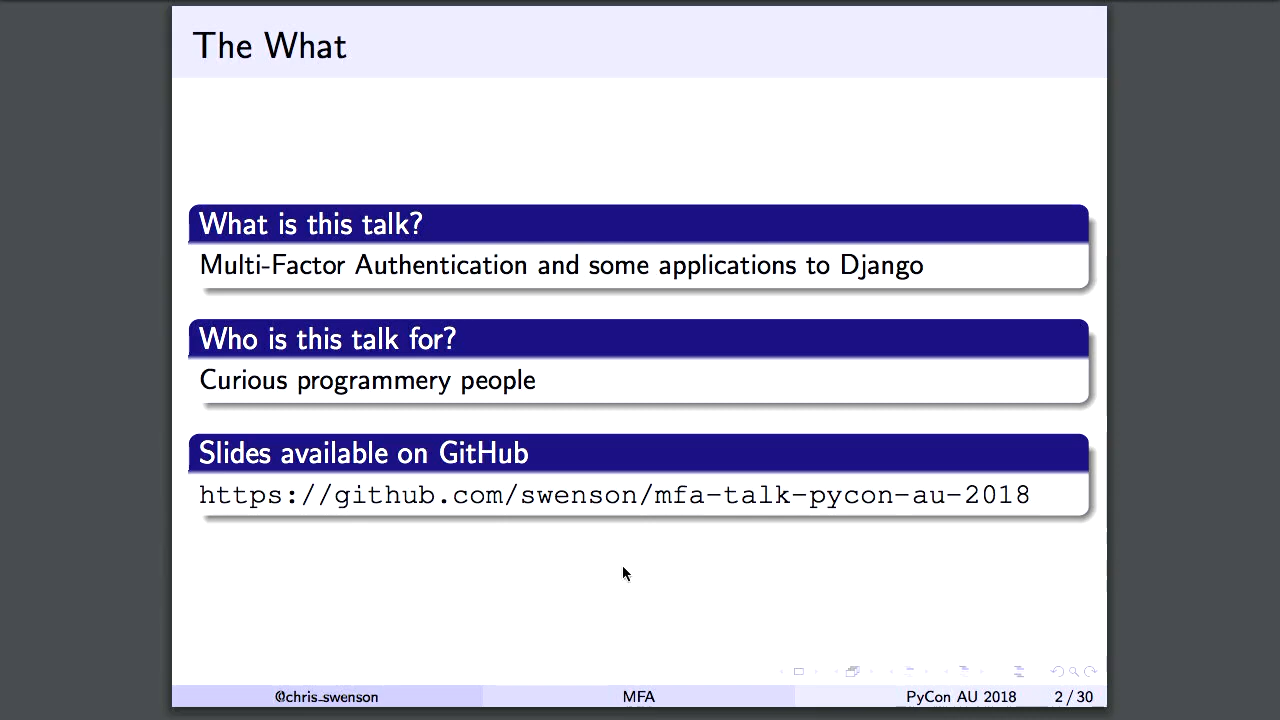 The What
What is this talk?
Multi-Factor Authentication and some applications to Django
Who is this talk for?
Curious programmery people
Slides available on GitHub
https://github.com/swenson/mfa-talk-pycon-au-2018
@chris_swenson MFA PyCon AU 2018 2 / 30